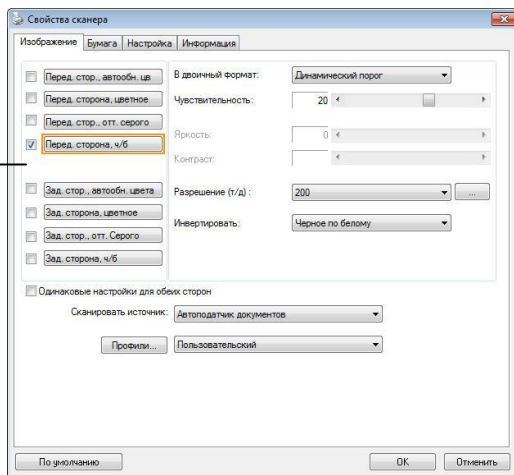 Свойства сканера
Изображение Бумага Настройка Информация
Перед. стор., автообн. цв
Перед. сторона, цветное
Перед. стор., отт. серого
Перед. сторона, ч/б
Зад. стор., автообн. цвета
Зад. сторона, цветное
Зад. стор., отт. Серого
Зад. сторона, ч/б
В двоичный формат: Динамический порог
Чувствительность: 20
Яркость: 0
Контраст:
Разрешение (т/д) : 200 ...
Инвертировать: Черное по белому
Одинаковые настройки для обеих сторон
Сканировать источник: Автоподатчик документов
Профили... Пользовательский
По умолчанию OK Отменить